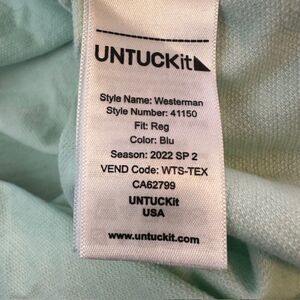 UNTUCKit
Style Name: Westerman
Style Number: 41150
Fit: Reg
Color: Blu
Season: 2022 SP 2
VEND Code: WTS-TEX
CA62799
UNTUCKit
USA
www.untuckit.com